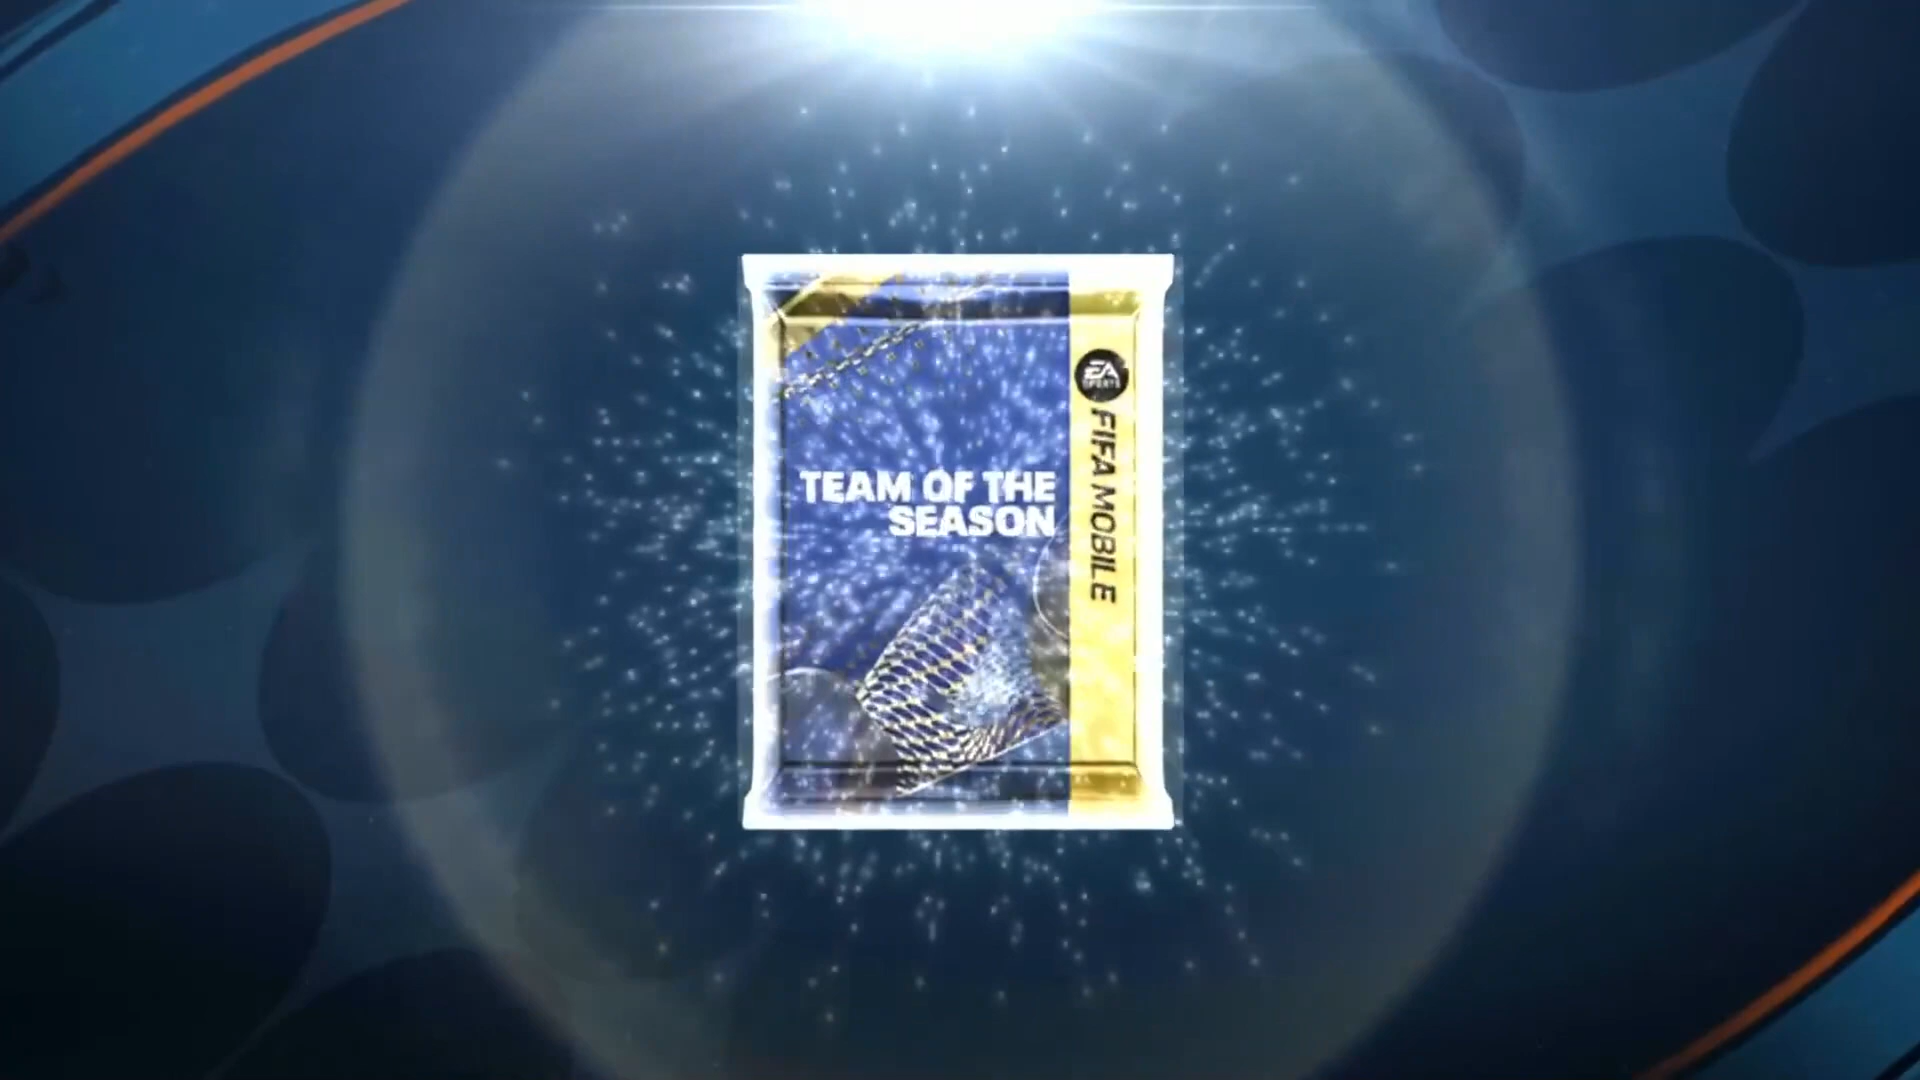 TEAM OF THE
SEASON
EA
SPORTS
FIFA MOBILE